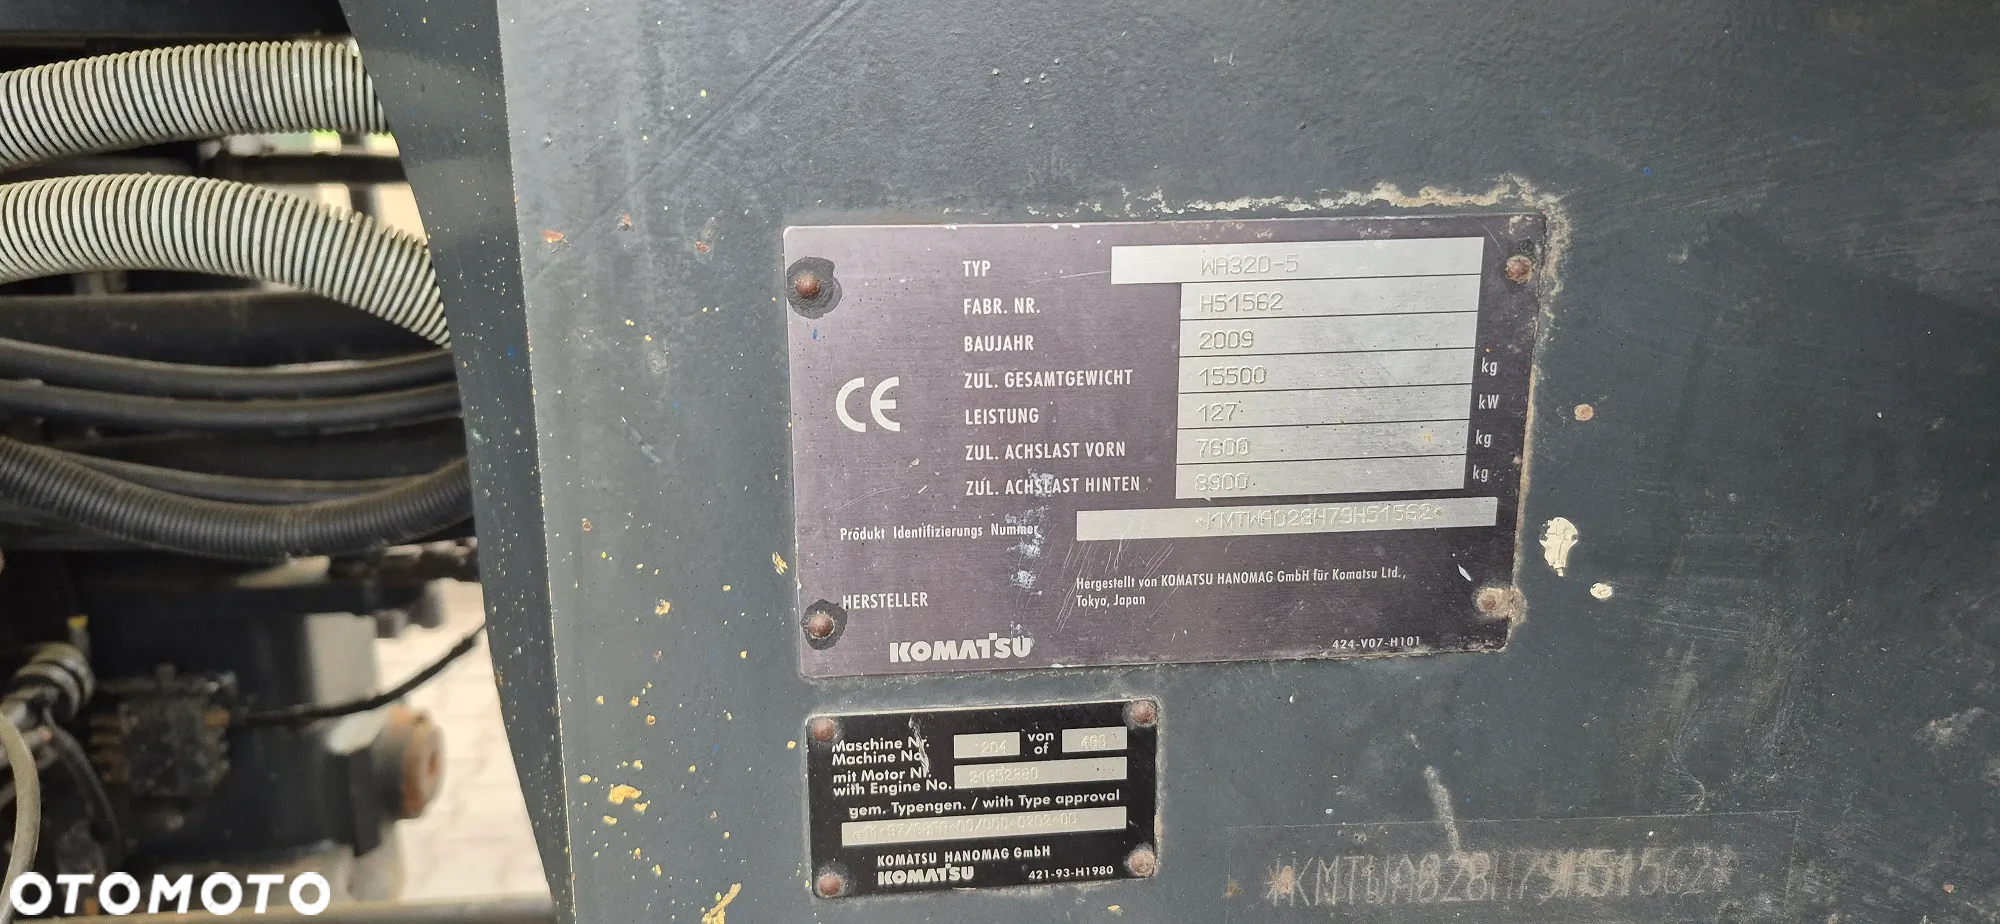 TYP WA320-5
FABR. NR. H51562
BAUJAHR 2009
ZUL. GESAMTGEWICHT 15500 kg
LEISTUNG 127 kW
ZUL. ACHSLAST VORN 7600 kg
ZUL. ACHSLAST HINTEN 8900 kg
CE
Produkt Identifizierungs Nummer *KMTWA028H79H51562*
Hergestellt von KOMATSU HANOMAG GmbH für Komatsu Ltd.,
HERSTELLER Tokyo, Japan
KOMATSU 424-V07-H101
Maschine Nr. 204 von
Machine No. of
mit Motor Nr.
with Engine No.
gem. Typengen. / with Type approval
KOMATSU HANOMAG GmbH
KOMATSU 421-93-H1980
*KMTWA028H79H51562*
OTOMOTO